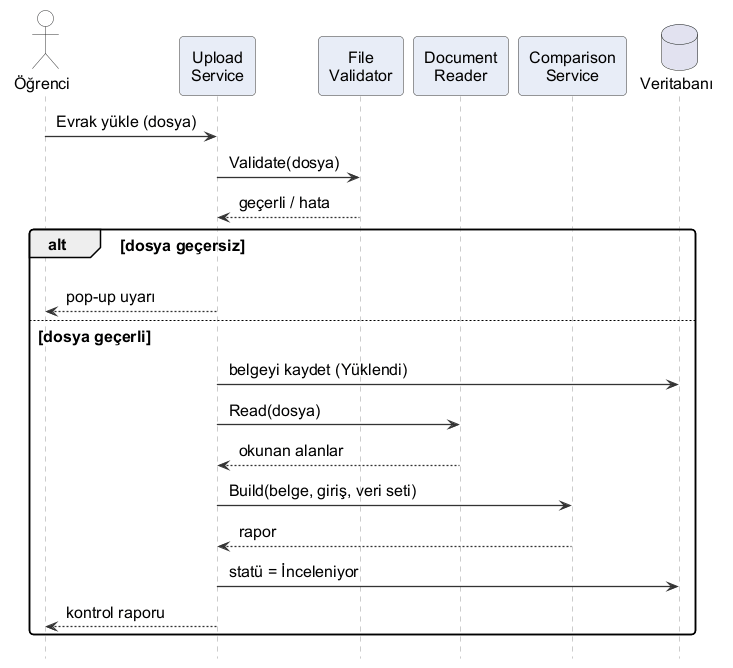 Öğrenci
Upload
Service
File
Validator
Document
Reader
Comparison
Service
Veritabanı
Evrak yükle (dosya)
Validate(dosya)
geçerli / hata
alt
[dosya geçersiz]
pop-up uyarı
[dosya geçerli]
belgeyi kaydet (Yüklendi)
Read(dosya)
okunan alanlar
Build(belge, giriş, veri seti)
rapor
statü = İnceleniyor
kontrol raporu